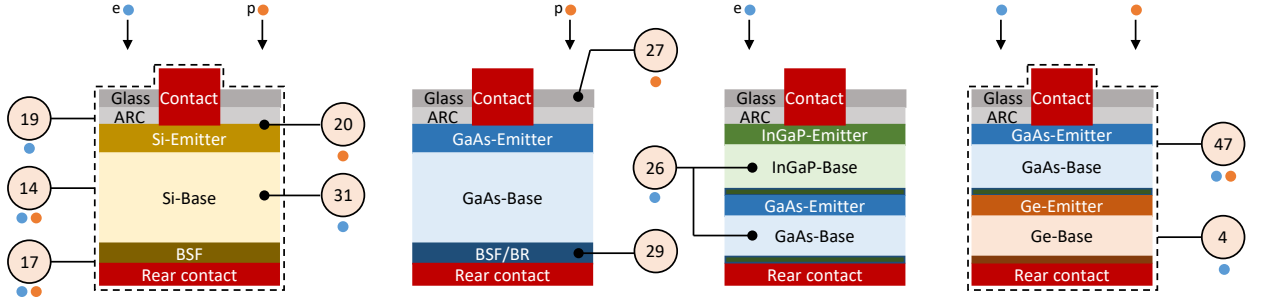 e
p
19
14
17
Glass
Contact
ARC
Si-Emitter
Si-Base
BSF
Rear contact
20
31
p
Glass
Contact
ARC
GaAs-Emitter
GaAs-Base
BSF/BR
Rear contact
27
26
29
e
Glass
Contact
ARC
InGaP-Emitter
InGaP-Base
GaAs-Emitter
GaAs-Base
Rear contact
Glass
Contact
ARC
GaAs-Emitter
GaAs-Base
Ge-Emitter
Ge-Base
Rear contact
47
4